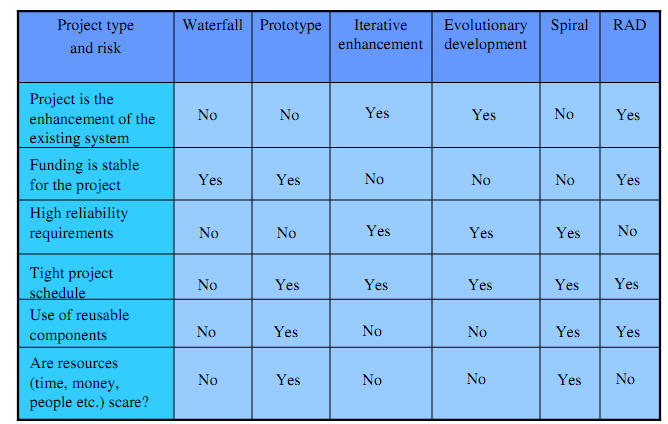 Project type and risk Waterfall Prototype Iterative enhancement Evolutionary development Spiral RAD
Project is the enhancement of the existing system No No Yes Yes No Yes
Funding is stable for the project Yes Yes No No No Yes
High reliability requirements No No Yes Yes Yes No
Tight project schedule No Yes Yes Yes Yes Yes
Use of reusable components No Yes No No Yes Yes
Are resources (time, money, people etc.) scare? No Yes No No Yes No